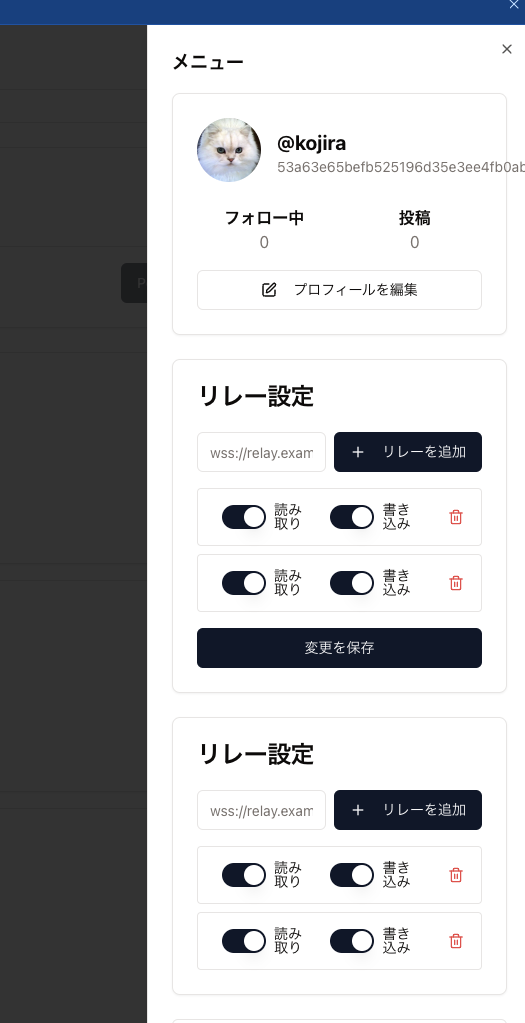 メニュー
@kojira
53a63e65befb525196d35e3ee4fb0ab
フォロー中 投稿
0 0
プロフィールを編集
リレー設定
wss://relay.exam リレーを追加
読み 書き
取り 込み
読み 書き
取り 込み
変更を保存
リレー設定
wss://relay.exam リレーを追加
読み 書き
取り 込み
読み 書き
取り 込み